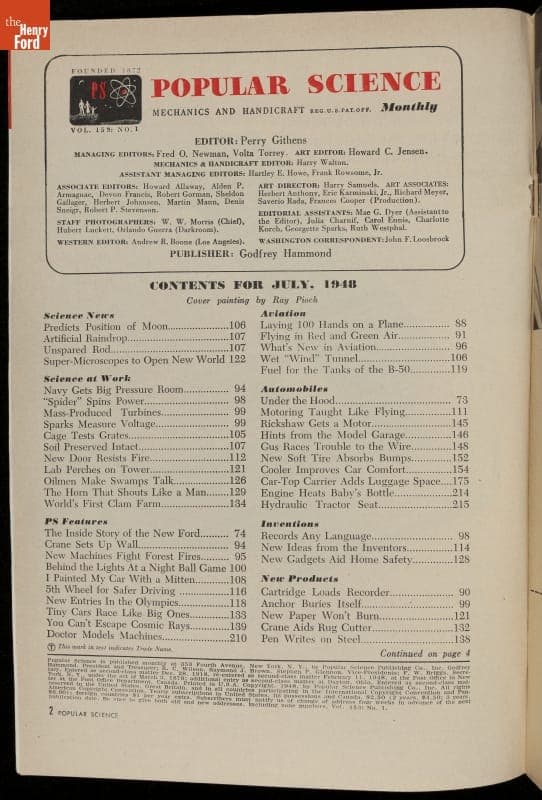 the
Henry
Ford
FOUNDED 1872
PS
VOL. 153: NO. 1
POPULAR SCIENCE
MECHANICS AND HANDICRAFT REG. U.S. PAT. OFF. Monthly
EDITOR: Perry Githens
MANAGING EDITORS: Fred O. Newman, Volta Torrey. ART EDITOR: Howard C. Jensen.
MECHANICS & HANDICRAFT EDITOR: Harry Walton.
ASSISTANT MANAGING EDITORS: Hartley E. Howe, Frank Rowsome, Jr.
ASSOCIATE EDITORS: Howard Allaway, Alden P.
Armagnac, Devon Francis, Robert Gorman, Sheldon
Gallager, Herbert Johansen, Martin Mann, Denis
Sneigr, Robert P. Stevenson.
STAFF PHOTOGRAPHERS: W. W. Morris (Chief),
Hubert Luckett, Orlando Guerra (Darkroom).
WESTERN EDITOR: Andrew R. Boone (Los Angeles).
ART DIRECTOR: Harry Samuels. ART ASSOCIATES:
Herbert Anthony, Eric Kaminski, Jr., Richard Meyer,
Saverio Rada, Frances Cooper (Production).
EDITORIAL ASSISTANTS: Mae G. Dyer (Assistant to
the Editor), Julia Charnif, Carol Ennis, Charlotte
Korch, Georgette Sparks, Ruth Westphal.
WASHINGTON CORRESPONDENT: John F. Loosbrock
PUBLISHER: Godfrey Hammond
CONTENTS FOR JULY, 1948
Cover painting by Ray Pioch
Science News
Predicts Position of Moon....................106
Artificial Raindrop..........................107
Unspared Rod.................................107
Super-Microscopes to Open New World 122
Science at Work
Navy Gets Big Pressure Room............... 94
"Spider" Spins Power........................ 98
Mass-Produced Turbines..................... 99
Sparks Measure Voltage...................... 99
Cage Tests Grates............................105
Soil Preserved Intact........................107
New Door Resists Fire.......................112
Lab Perches on Tower........................121
Oilmen Make Swamps Talk..................126
The Horn That Shouts Like a Man.......129
World's First Clam Farm...................134
PS Features
The Inside Story of the New Ford........ 74
Crane Sets Up Wall.......................... 94
New Machines Fight Forest Fires......... 95
Behind the Lights At a Night Ball Game 100
I Painted My Car With a Mitten..........108
5th Wheel for Safer Driving ..............116
New Entries In the Olympics...............118
Tiny Cars Race Like Big Ones.............133
You Can't Escape Cosmic Rays............139
Doctor Models Machines....................210
Aviation
Laying 100 Hands on a Plane............... 88
Flying in Red and Green Air............... 91
What's New in Aviation...................... 96
Wet "Wind" Tunnel..........................106
Fuel for the Tanks of the B-50............119
Automobiles
Under the Hood.............................. 73
Motoring Taught Like Flying...............111
Rickshaw Gets a Motor......................145
Hints from the Model Garage..............146
Gus Races Trouble to the Wire............148
New Soft Tire Absorbs Bumps.............152
Cooler Improves Car Comfort..............154
Car-Top Carrier Adds Luggage Space....175
Engine Heats Baby's Bottle.................214
Hydraulic Tractor Seat.......................215
Inventions
Records Any Language...................... 98
New Ideas from the Inventors.............114
New Gadgets Aid Home Safety............128
New Products
Cartridge Loads Recorder................... 90
Anchor Buries Itself......................... 99
New Paper Won't Burn......................121
Crane Aids Rug Cutter......................132
Pen Writes on Steel..........................138
Ⓣ This mark in text indicates Trade Name.
Continued on page 4
2 POPULAR SCIENCE